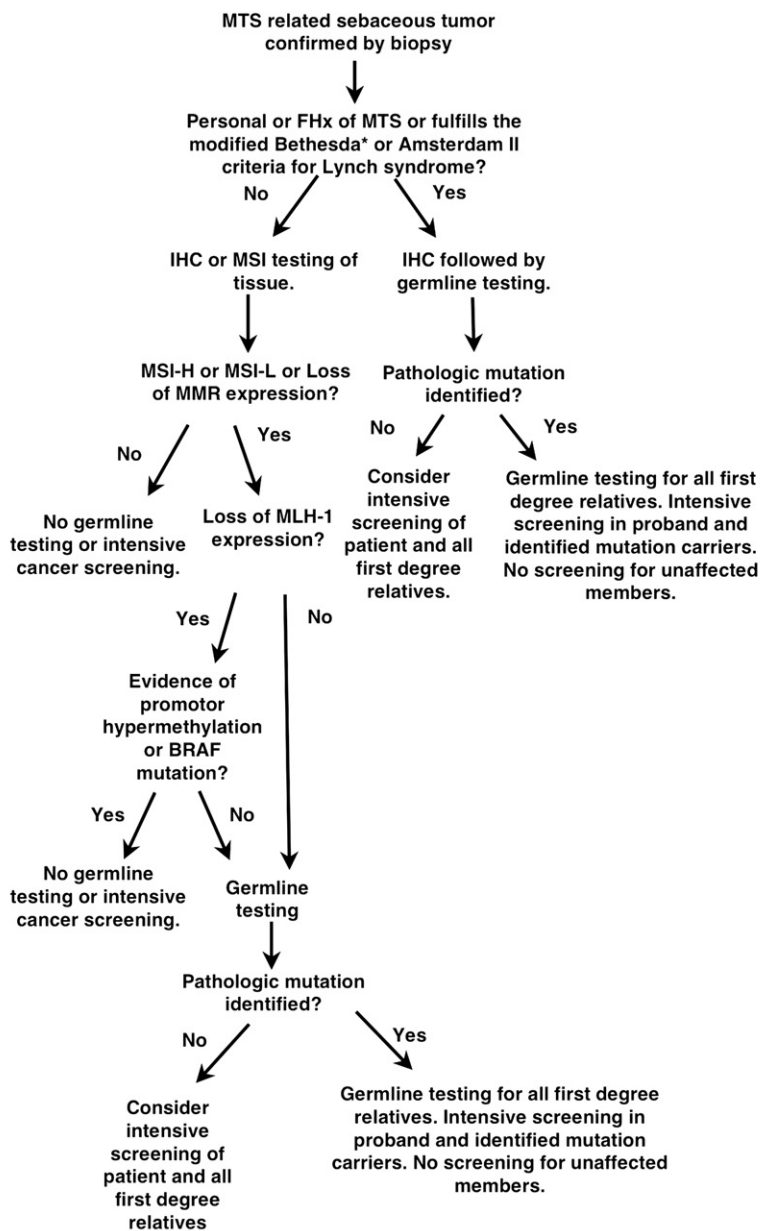 MTS related sebaceous tumor
confirmed by biopsy
Personal or FHx of MTS or fulfills the
modified Bethesda* or Amsterdam II
criteria for Lynch syndrome?
No
Yes
IHC or MSI testing of
tissue.
IHC followed by
germline testing.
MSI-H or MSI-L or Loss
of MMR expression?
Pathologic mutation
identified?
No
Yes
No
Yes
No germline
testing or intensive
cancer screening.
Loss of MLH-1
expression?
Consider
intensive
screening of
patient and all
first degree
relatives.
Germline testing for all first
degree relatives. Intensive
screening in proband and
identified mutation carriers.
No screening for unaffected
members.
Yes
No
Evidence of
promotor
hypermethylation
or BRAF
mutation?
Yes
No
No germline
testing or intensive
cancer screening.
Germline
testing
Pathologic mutation
identified?
No
Yes
Consider
intensive
screening of
patient and all
first degree
relatives
Germline testing for all first degree
relatives. Intensive screening in
proband and identified mutation
carriers. No screening for unaffected
members.